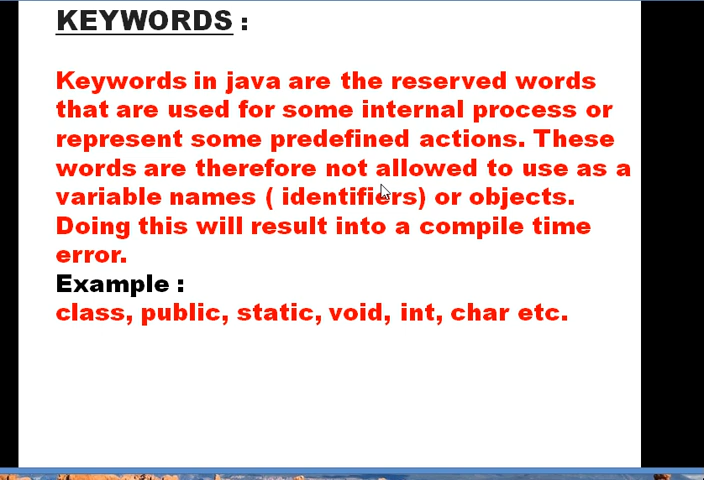 KEYWORDS :
Keywords in java are the reserved words
that are used for some internal process or
represent some predefined actions. These
words are therefore not allowed to use as a
variable names ( identifiers) or objects.
Doing this will result into a compile time
error.
Example :
class, public, static, void, int, char etc.